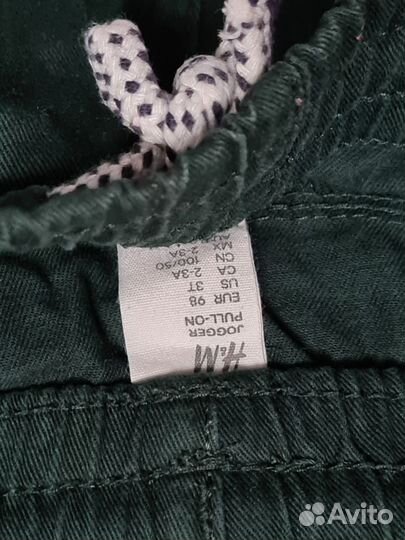 H&M
PULL-ON
JOGGER
EUR 98
US 3T
CA 2-3A
CN 100/50
MX 2-3A
Avito